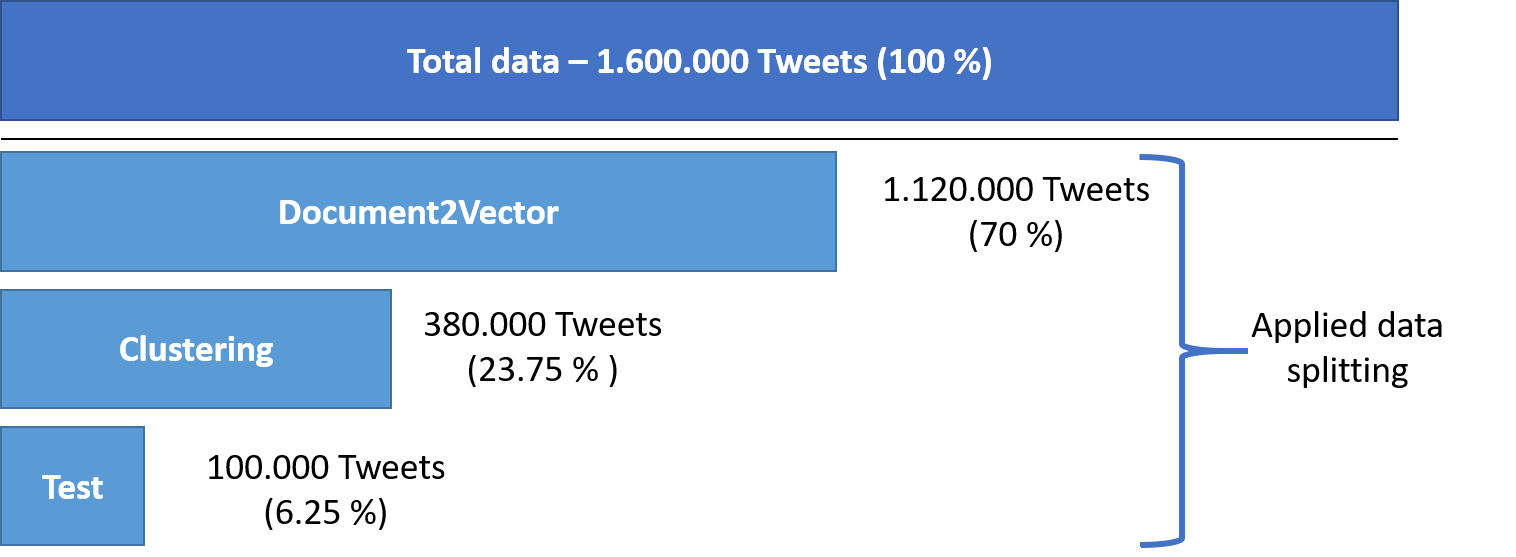 Total data – 1.600.000 Tweets (100 %)
Document2Vector
1.120.000 Tweets
(70 %)
Clustering
380.000 Tweets
(23.75 % )
Applied data
splitting
Test
100.000 Tweets
(6.25 %)